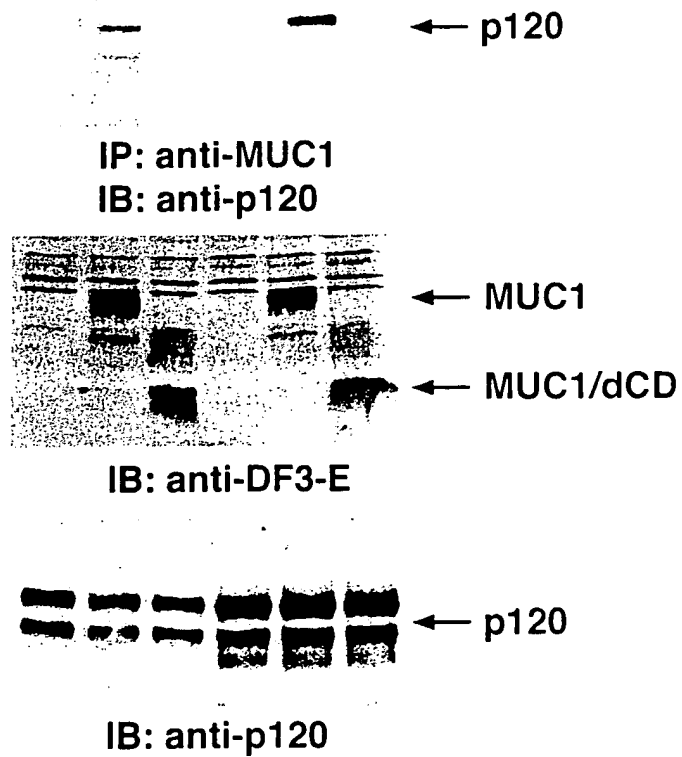 p120
IP: anti-MUC1
IB: anti-p120
MUC1
MUC1/dCD
IB: anti-DF3-E
p120
IB: anti-p120